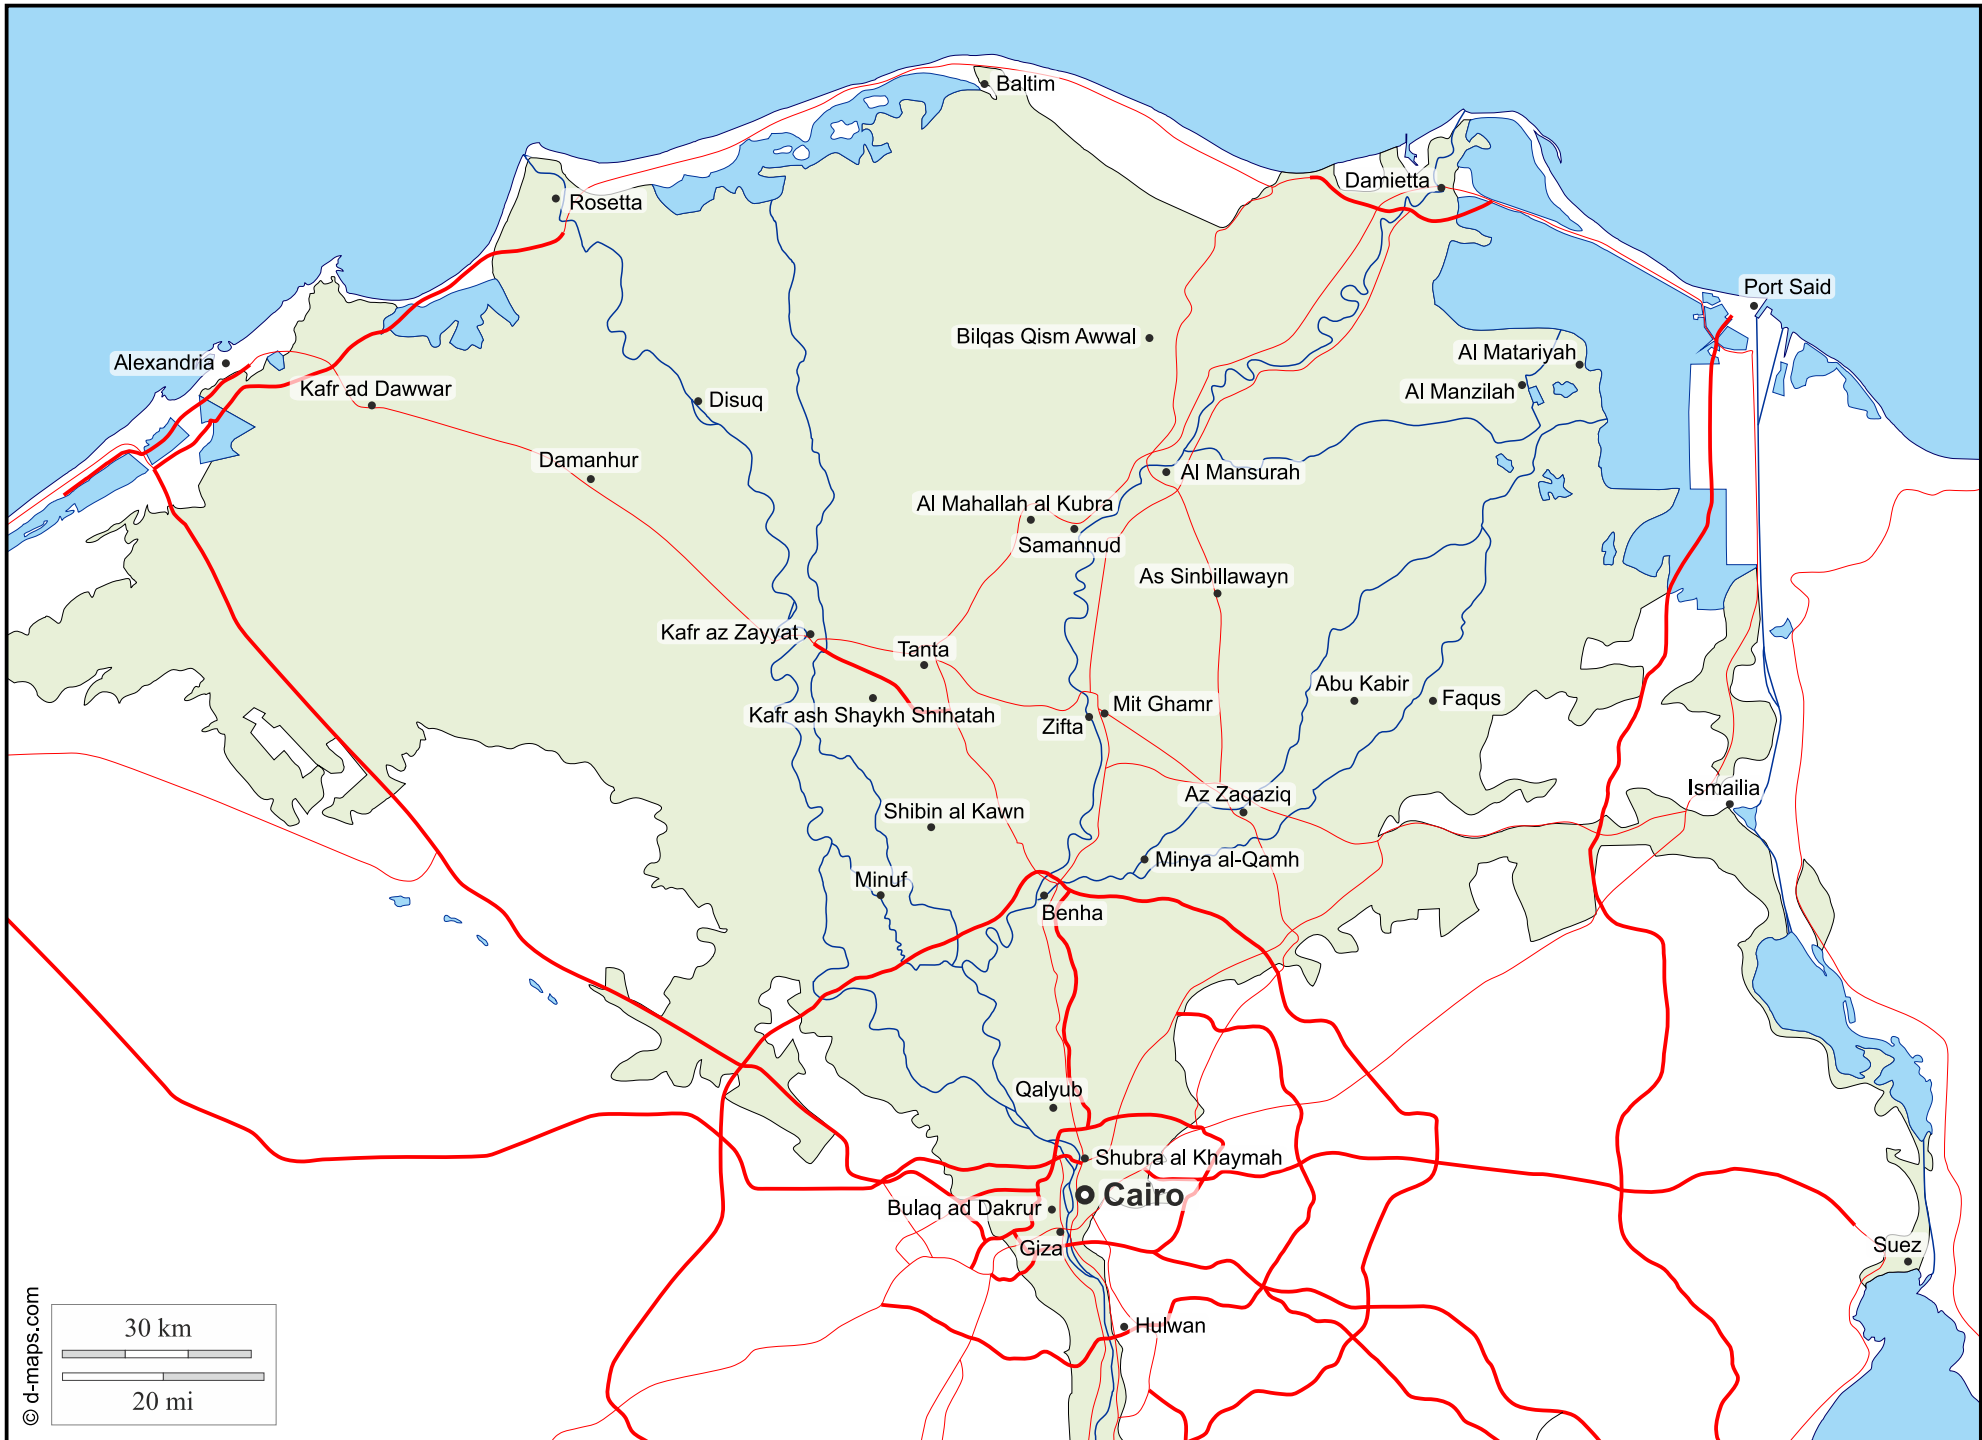 Baltim
Damietta
Rosetta
Port Said
Bilqas Qism Awwal
Al Matariyah
Alexandria
Kafr ad Dawwar
Al Manzilah
Disuq
Damanhur
Al Mansurah
Al Mahallah al Kubra
Samannud
As Sinbillawayn
Kafr az Zayyat
Tanta
Abu Kabir
Faqus
Mit Ghamr
Kafr ash Shaykh Shihatah
Zifta
Ismailia
Az Zaqaziq
Shibin al Kawn
Minya al-Qamh
Minuf
Benha
Qalyub
Shubra al Khaymah
Cairo
Bulaq ad Dakrur
Giza
Suez
Hulwan
30 km
20 mi
© d-maps.com